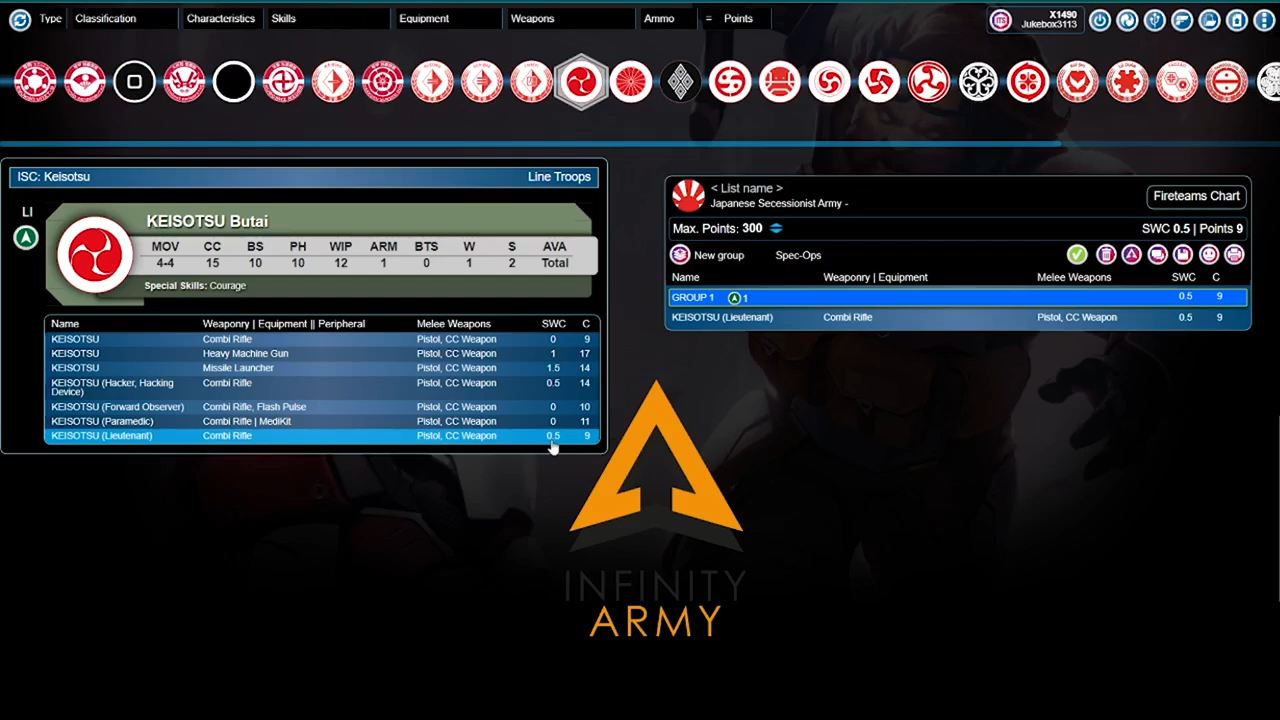 Type Classification Characteristics Skills Equipment Weapons Ammo = Points
ITS X1490
Jukebox3113
ISC: Keisotsu Line Troops
LI
KEISOTSU Butai
MOV CC BS PH WIP ARM BTS W S AVA
4-4 15 10 10 12 1 0 1 2 Total
Special Skills: Courage
Name Weaponry | Equipment || Peripheral Melee Weapons SWC C
KEISOTSU Combi Rifle Pistol, CC Weapon 0 9
KEISOTSU Heavy Machine Gun Pistol, CC Weapon 1 17
KEISOTSU Missile Launcher Pistol, CC Weapon 1.5 14
KEISOTSU (Hacker, Hacking Combi Rifle Pistol, CC Weapon 0.5 14
Device)
KEISOTSU (Forward Observer) Combi Rifle, Flash Pulse Pistol, CC Weapon 0 10
KEISOTSU (Paramedic) Combi Rifle | MediKit Pistol, CC Weapon 0 11
KEISOTSU (Lieutenant) Combi Rifle Pistol, CC Weapon 0.5 9
< List name >
Japanese Secessionist Army -
Fireteams Chart
Max. Points: 300 SWC 0.5 | Points 9
New group Spec-Ops
Name Weaponry | Equipment Melee Weapons SWC C
GROUP 1 1 0.5 9
KEISOTSU (Lieutenant) Combi Rifle Pistol, CC Weapon 0.5 9
INFINITY
ARMY